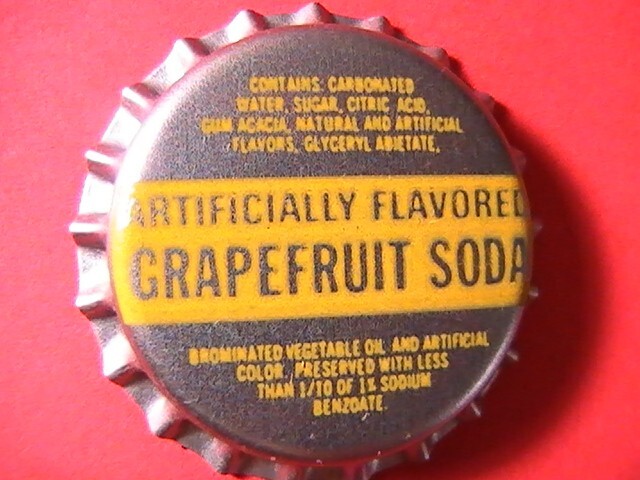 CONTAINS: CARBONATED
WATER, SUGAR, CITRIC ACID,
GUM ACACIA, NATURAL AND ARTIFICIAL
FLAVORS, GLYCERYL ABIETATE,
ARTIFICIALLY FLAVORED
GRAPEFRUIT SODA
BROMINATED VEGETABLE OIL AND ARTIFICIAL
COLOR. PRESERVED WITH LESS
THAN 1/10 OF 1% SODIUM
BENZOATE.